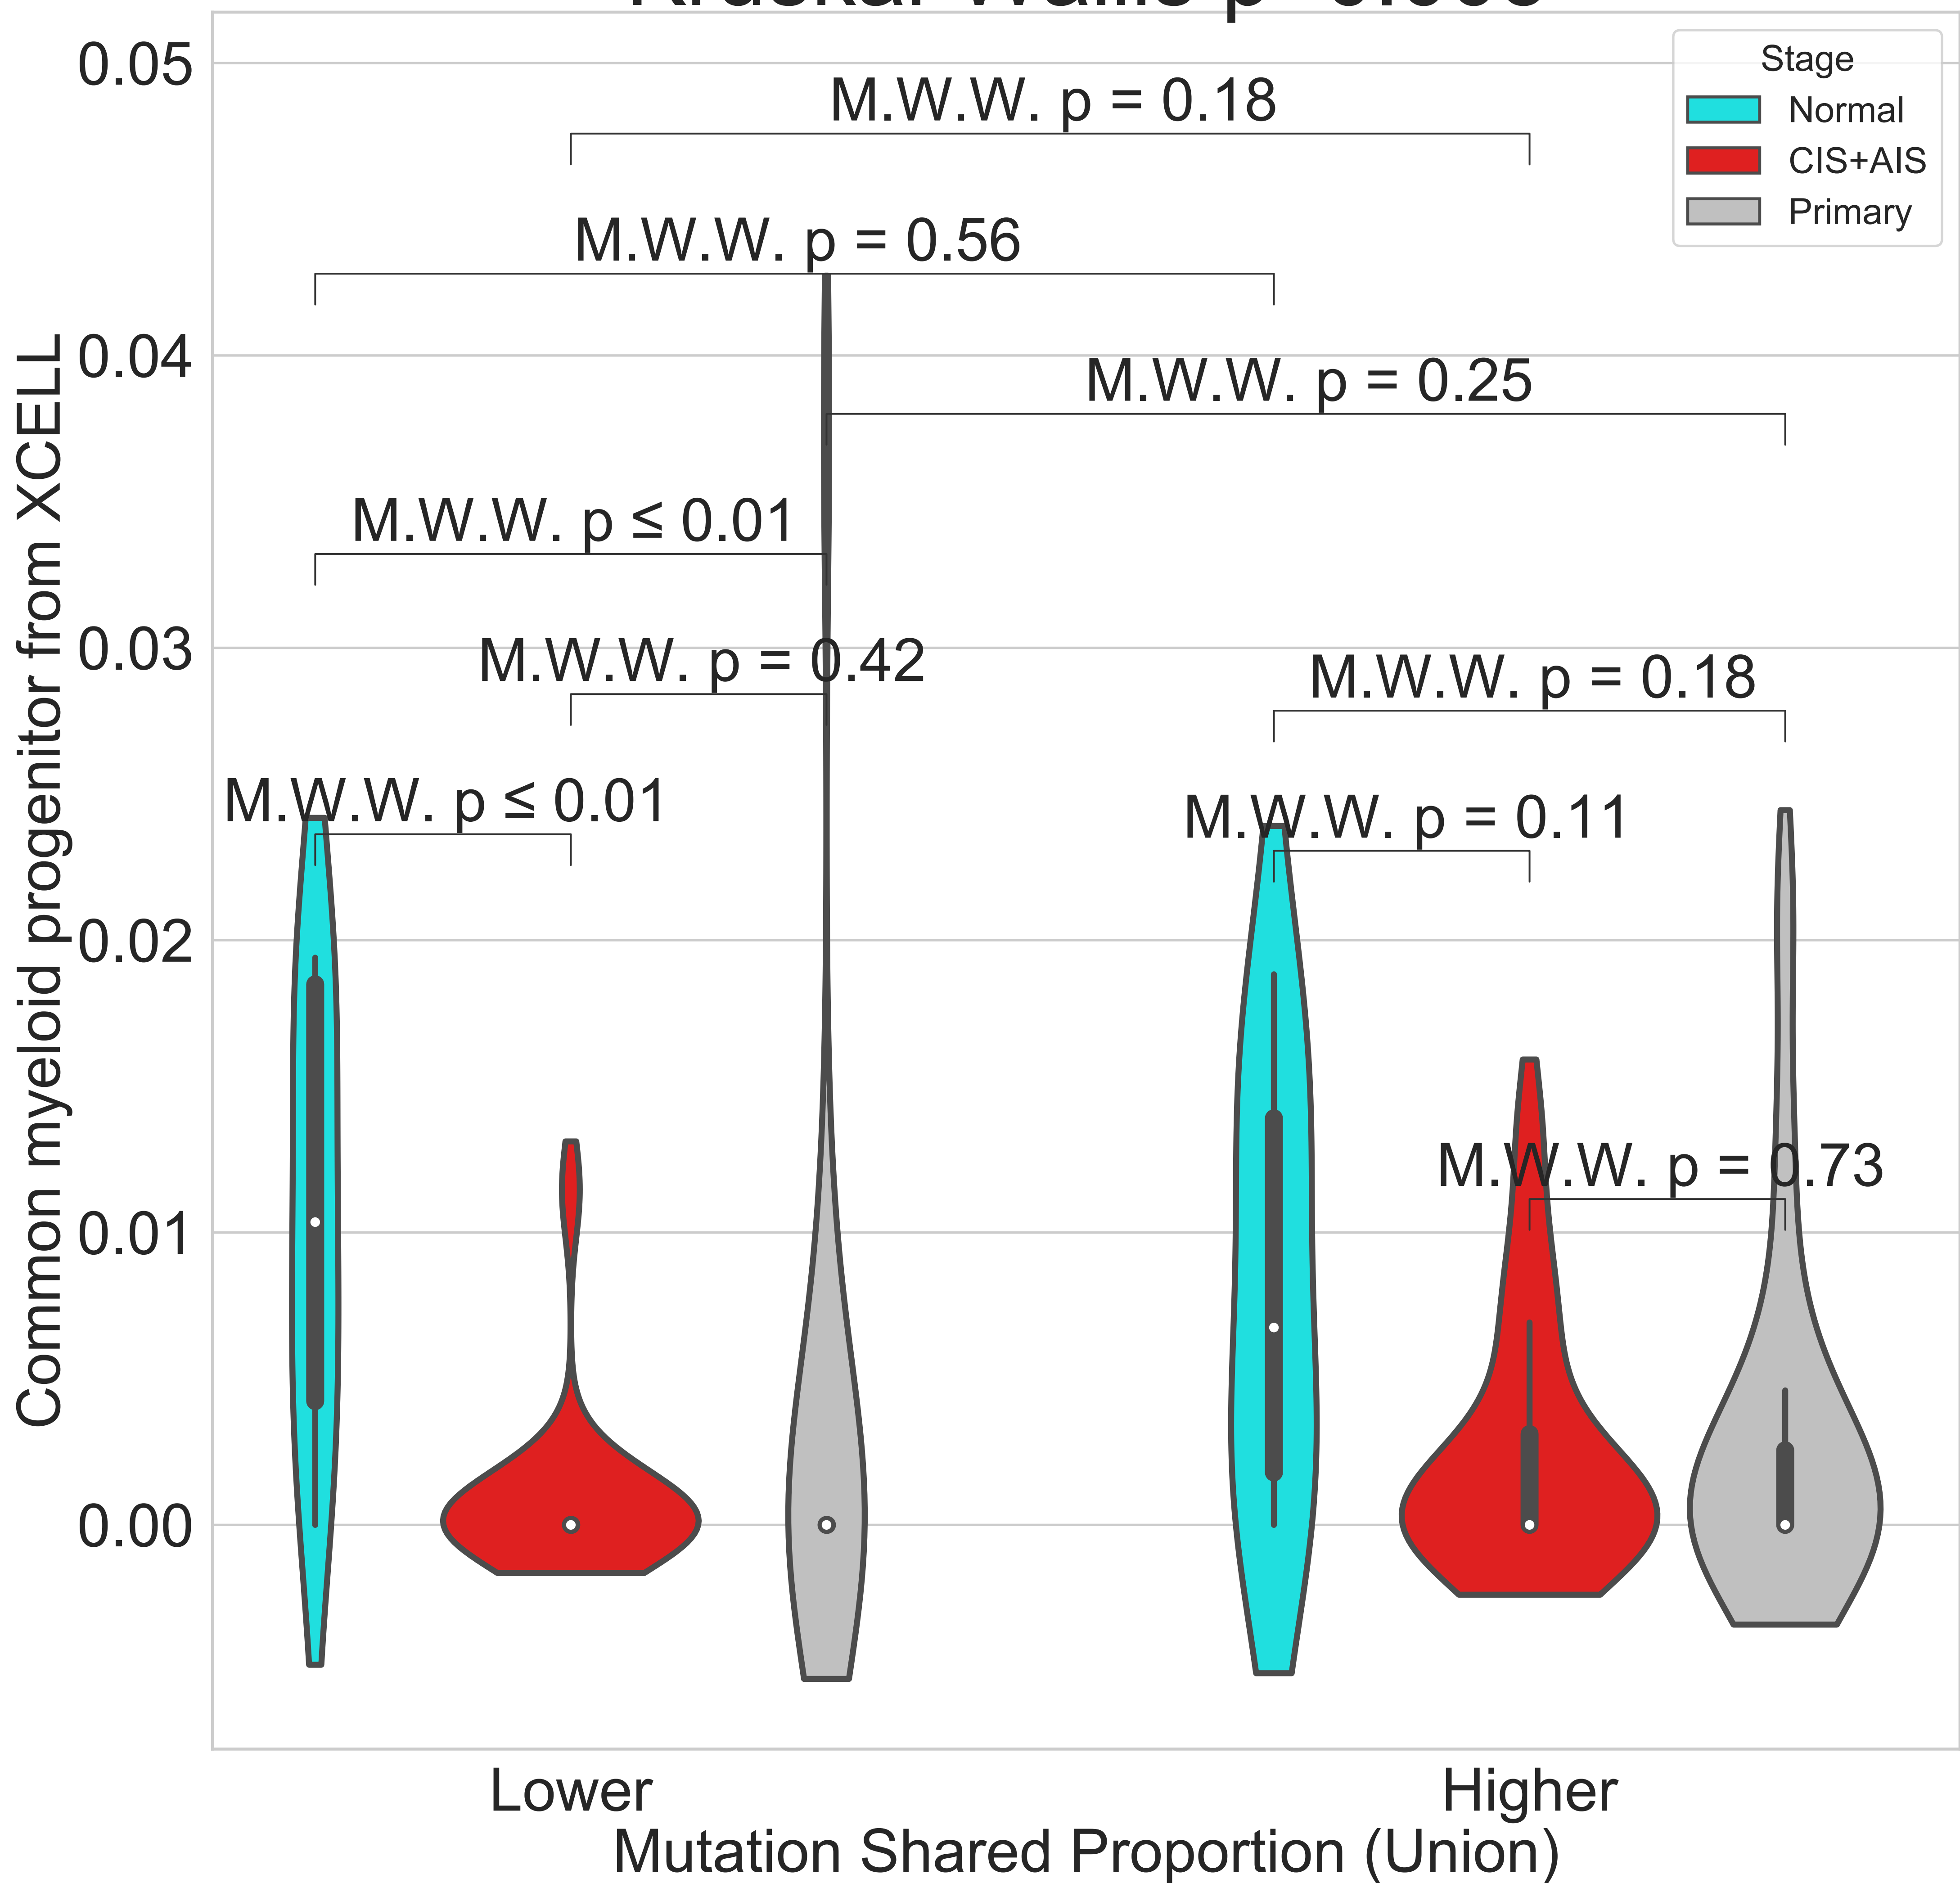 0.05
0.04
0.03
0.02
0.01
0.00
Common myeloid progenitor from XCELL
Stage
Normal
CIS+AIS
Primary
M.W.W. p = 0.18
M.W.W. p = 0.56
M.W.W. p = 0.25
M.W.W. p ≤ 0.01
M.W.W. p = 0.42
M.W.W. p = 0.18
M.W.W. p ≤ 0.01
M.W.W. p = 0.11
M.W.W. p = 0.73
Lower
Higher
Mutation Shared Proportion (Union)